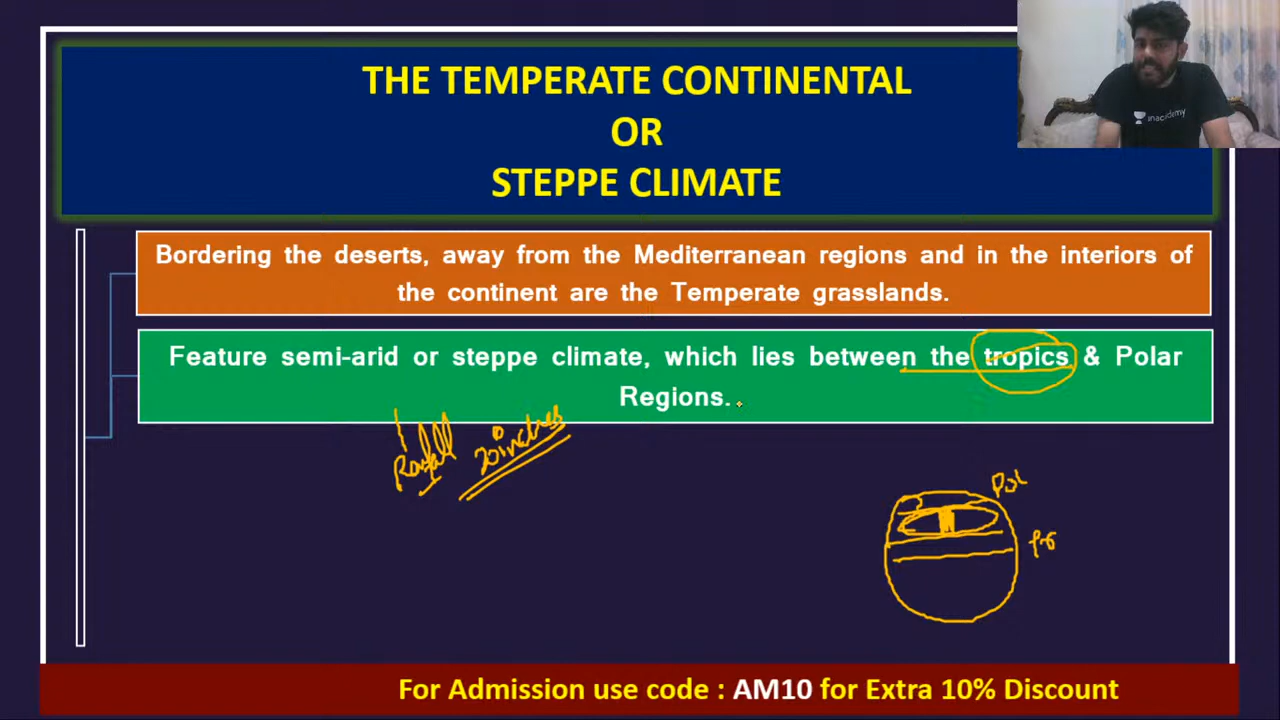 THE TEMPERATE CONTINENTAL
OR
STEPPE CLIMATE
unacademy
Bordering the deserts, away from the Mediterranean regions and in the interiors of
the continent are the Temperate grasslands.
Feature semi-arid or steppe climate, which lies between the tropics & Polar
Regions.
20 inches
Pol
For Admission use code : AM10 for Extra 10% Discount